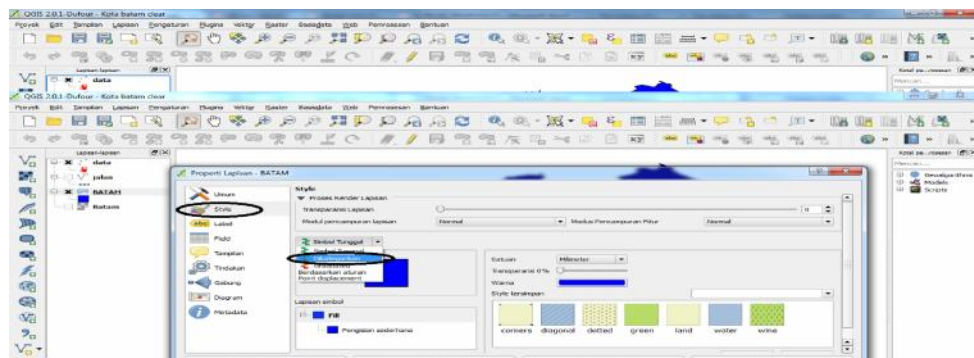 QGIS 2.0.1-Dufour - Kota batam clear
Proyek Edit Tampilan Lapisan Pengaturan Plugins Vektor Raster Basisdata Web Pemrosesan Bantuan
Lapisan-lapisan
data
QGIS 2.0.1-Dufour - Kota batam clear
Proyek Edit Tampilan Lapisan Pengaturan Plugins Vektor Raster Basisdata Web Pemrosesan Bantuan
Lapisan-lapisan
data
jalan
BATAM
Batam
Models
Scripts
Properti Lapisan - BATAM
Umum
Style
Label
Field
Tampilan
Tindakan
Gabung
Diagram
Metadata
Style
Proses Render Lapisan
Transparansi Lapisan
0
Modul pencampuran lapisan Normal Modus Pencampuran Fitur Normal
Simbol Tunggal
Simbol Tunggal
Dikategorikan
Berdasarkan aturan
Point displacement
Satuan Milimeter
Transparansi 0%
Warna
Style tersimpan
Lapisan simbol
Fill
Pengisian sederhana
corners diagonal dotted green land water wine